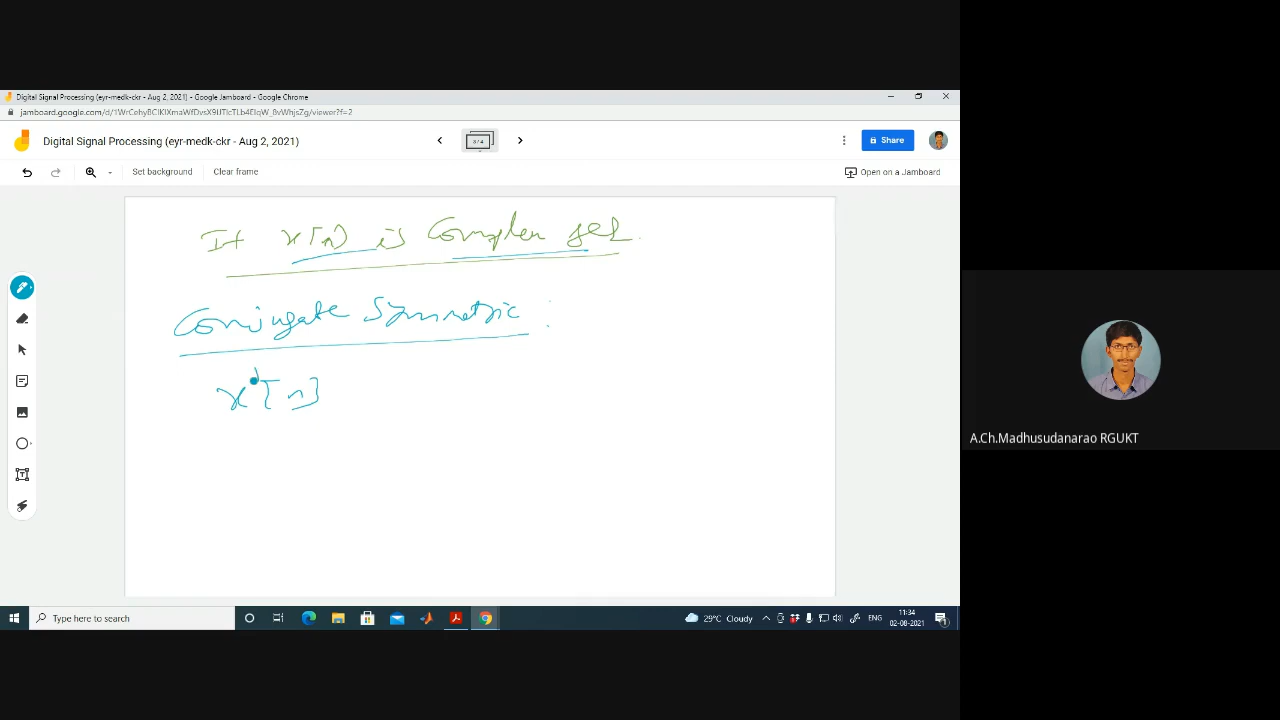 Digital Signal Processing (eyr-medk-ckr - Aug 2, 2021) - Google Jamboard - Google Chrome
Digital Signal Processing (eyr-medk-ckr - Aug 2, 2021)
3 / 4
Share
Set background
Clear frame
Open on a Jamboard
If x[n] is Complex
Conjugate Symmetric :
[n]
A.Ch.Madhusudanarao RGUKT
Type here to search
29°C Cloudy
ENG
11:34
02-08-2021